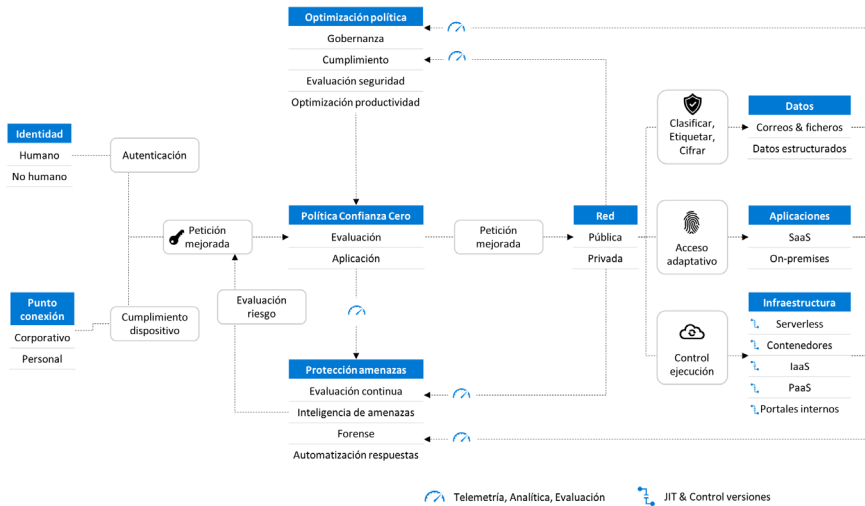 Optimización política
Gobernanza
Cumplimiento
Evaluación seguridad
Optimización productividad
Identidad
Humano
No humano
Autenticación
Punto
conexión
Corporativo
Personal
Cumplimiento
dispositivo
Petición
mejorada
Evaluación
riesgo
Política Confianza Cero
Evaluación
Aplicación
Protección amenazas
Evaluación continua
Inteligencia de amenazas
Forense
Automatización respuestas
Petición
mejorada
Red
Pública
Privada
Clasificar,
Etiquetar,
Cifrar
Acceso
adaptativo
Control
ejecución
Datos
Correos & ficheros
Datos estructurados
Aplicaciones
SaaS
On-premises
Infraestructura
Serverless
Contenedores
IaaS
PaaS
Portales internos
Telemetría, Analítica, Evaluación
JIT & Control versiones